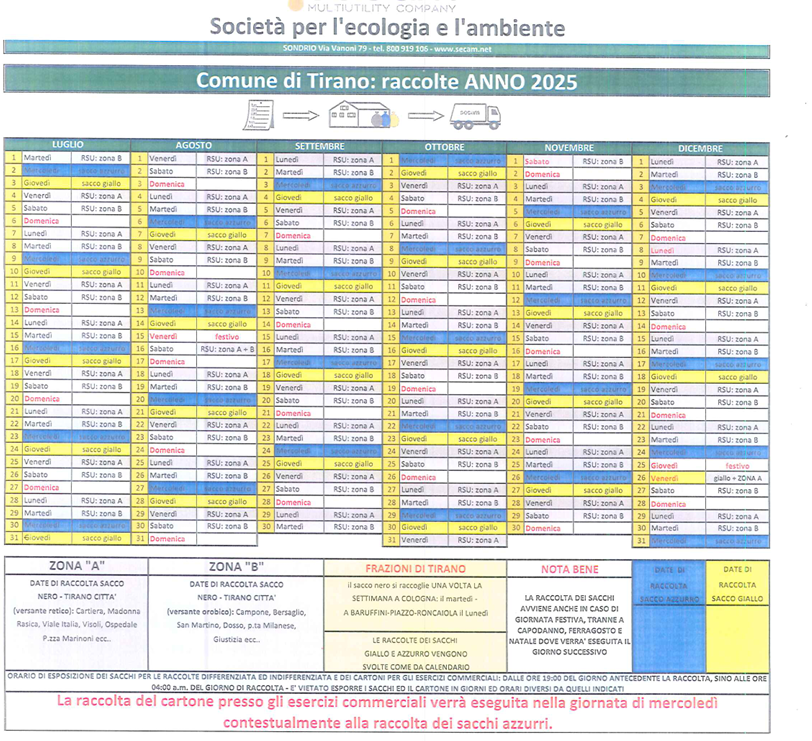 MULTIUTILITY COMPANY
Società per l'ecologia e l'ambiente
SONDRIO Via Vanoni 79 - tel. 800 919 106 - www.secam.net
Comune di Tirano: raccolte ANNO 2025
secam
LUGLIO
1 Martedì RSU: zona B
2 Mercoledì sacco azzurro
3 Giovedì sacco giallo
4 Venerdì RSU: zona A
5 Sabato RSU: zona B
6 Domenica
7 Lunedì RSU: zona A
8 Martedì RSU: zona B
9 Mercoledì sacco azzurro
10 Giovedì sacco giallo
11 Venerdì RSU: zona A
12 Sabato RSU: zona B
13 Domenica
14 Lunedì RSU: zona A
15 Martedì RSU: zona B
16 Mercoledì sacco azzurro
17 Giovedì sacco giallo
18 Venerdì RSU: zona A
19 Sabato RSU: zona B
20 Domenica
21 Lunedì RSU: zona A
22 Martedì RSU: zona B
23 Mercoledì sacco azzurro
24 Giovedì sacco giallo
25 Venerdì RSU: zona A
26 Sabato RSU: zona B
27 Domenica
28 Lunedì RSU: zona A
29 Martedì RSU: zona B
30 Mercoledì sacco azzurro
31 Giovedì sacco giallo
AGOSTO
1 Venerdì RSU: zona A
2 Sabato RSU: zona B
3 Domenica
4 Lunedì RSU: zona A
5 Martedì RSU: zona B
6 Mercoledì sacco azzurro
7 Giovedì sacco giallo
8 Venerdì RSU: zona A
9 Sabato RSU: zona B
10 Domenica
11 Lunedì RSU: zona A
12 Martedì RSU: zona B
13 Mercoledì sacco azzurro
14 Giovedì sacco giallo
15 Venerdì festivo
16 Sabato RSU: zona A + B
17 Domenica
18 Lunedì RSU: zona A
19 Martedì RSU: zona B
20 Mercoledì sacco azzurro
21 Giovedì sacco giallo
22 Venerdì RSU: zona A
23 Sabato RSU: zona B
24 Domenica
25 Lunedì RSU: zona A
26 Martedì RSU: zona B
27 Mercoledì sacco azzurro
28 Giovedì sacco giallo
29 Venerdì RSU: zona A
30 Sabato RSU: zona B
31 Domenica
SETTEMBRE
1 Lunedì RSU: zona A
2 Martedì RSU: zona B
3 Mercoledì sacco azzurro
4 Giovedì sacco giallo
5 Venerdì RSU: zona A
6 Sabato RSU: zona B
7 Domenica
8 Lunedì RSU: zona A
9 Martedì RSU: zona B
10 Mercoledì sacco azzurro
11 Giovedì sacco giallo
12 Venerdì RSU: zona A
13 Sabato RSU: zona B
14 Domenica
15 Lunedì RSU: zona A
16 Martedì RSU: zona B
17 Mercoledì sacco azzurro
18 Giovedì sacco giallo
19 Venerdì RSU: zona A
20 Sabato RSU: zona B
21 Domenica
22 Lunedì RSU: zona A
23 Martedì RSU: zona B
24 Mercoledì sacco azzurro
25 Giovedì sacco giallo
26 Venerdì RSU: zona A
27 Sabato RSU: zona B
28 Domenica
29 Lunedì RSU: zona A
30 Martedì RSU: zona B
OTTOBRE
1 Mercoledì sacco azzurro
2 Giovedì sacco giallo
3 Venerdì RSU: zona A
4 Sabato RSU: zona B
5 Domenica
6 Lunedì RSU: zona A
7 Martedì RSU: zona B
8 Mercoledì sacco azzurro
9 Giovedì sacco giallo
10 Venerdì RSU: zona A
11 Sabato RSU: zona B
12 Domenica
13 Lunedì RSU: zona A
14 Martedì RSU: zona B
15 Mercoledì sacco azzurro
16 Giovedì sacco giallo
17 Venerdì RSU: zona A
18 Sabato RSU: zona B
19 Domenica
20 Lunedì RSU: zona A
21 Martedì RSU: zona B
22 Mercoledì sacco azzurro
23 Giovedì sacco giallo
24 Venerdì RSU: zona A
25 Sabato RSU: zona B
26 Domenica
27 Lunedì RSU: zona A
28 Martedì RSU: zona B
29 Mercoledì sacco azzurro
30 Giovedì sacco giallo
31 Venerdì RSU: zona A
NOVEMBRE
1 Sabato RSU: zona B
2 Domenica
3 Lunedì RSU: zona A
4 Martedì RSU: zona B
5 Mercoledì sacco azzurro
6 Giovedì sacco giallo
7 Venerdì RSU: zona A
8 Sabato RSU: zona B
9 Domenica
10 Lunedì RSU: zona A
11 Martedì RSU: zona B
12 Mercoledì sacco azzurro
13 Giovedì sacco giallo
14 Venerdì RSU: zona A
15 Sabato RSU: zona B
16 Domenica
17 Lunedì RSU: zona A
18 Martedì RSU: zona B
19 Mercoledì sacco azzurro
20 Giovedì sacco giallo
21 Venerdì RSU: zona A
22 Sabato RSU: zona B
23 Domenica
24 Lunedì RSU: zona A
25 Martedì RSU: zona B
26 Mercoledì sacco azzurro
27 Giovedì sacco giallo
28 Venerdì RSU: zona A
29 Sabato RSU: zona B
30 Domenica
DICEMBRE
1 Lunedì RSU: zona A
2 Martedì RSU: zona B
3 Mercoledì sacco azzurro
4 Giovedì sacco giallo
5 Venerdì RSU: zona A
6 Sabato RSU: zona B
7 Domenica
8 Lunedì RSU: zona A
9 Martedì RSU: zona B
10 Mercoledì sacco azzurro
11 Giovedì sacco giallo
12 Venerdì RSU: zona A
13 Sabato RSU: zona B
14 Domenica
15 Lunedì RSU: zona A
16 Martedì RSU: zona B
17 Mercoledì sacco azzurro
18 Giovedì sacco giallo
19 Venerdì RSU: zona A
20 Sabato RSU: zona B
21 Domenica
22 Lunedì RSU: zona A
23 Martedì RSU: zona B
24 Mercoledì sacco azzurro
25 Giovedì festivo
26 Venerdì giallo + ZONA A
27 Sabato RSU: zona B
28 Domenica
29 Lunedì RSU: zona A
30 Martedì RSU: zona B
31 Mercoledì sacco azzurro
ZONA "A"
DATE DI RACCOLTA SACCO
NERO - TIRANO CITTA'
(versante retico): Cartiera, Madonna
Rasica, Viale Italia, Visoli, Ospedale
P.zza Marinoni ecc..
ZONA "B"
DATE DI RACCOLTA SACCO
NERO - TIRANO CITTA'
(versante orobico): Campone, Bersaglio,
San Martino, Dosso, p.ta Milanese,
Giustizia ecc..
FRAZIONI DI TIRANO
il sacco nero si raccoglie UNA VOLTA LA
SETTIMANA A COLOGNA: il martedì -
A BARUFFINI-PIAZZO-RONCAIOLA il Lunedì
LE RACCOLTE DEI SACCHI
GIALLO E AZZURRO VENGONO
SVOLTE COME DA CALENDARIO
NOTA BENE
LA RACCOLTA DEI SACCHI
AVVIENE ANCHE IN CASO DI
GIORNATA FESTIVA, TRANNE A
CAPODANNO, FERRAGOSTO E
NATALE DOVE VERRA' ESEGUITA IL
GIORNO SUCCESSIVO
DATE DI
RACCOLTA
SACCO AZZURRO
DATE DI
RACCOLTA
SACCO GIALLO
ORARIO DI ESPOSIZIONE DEI SACCHI PER LE RACCOLTE DIFFERENZIATA ED INDIFFERENZIATA E DEI CARTONI PER GLI ESERCIZI COMMERCIALI: DALLE ORE 19:00 DEL GIORNO ANTECEDENTE LA RACCOLTA, SINO ALLE ORE
04:00 a.m. DEL GIORNO DI RACCOLTA - E' VIETATO ESPORRE I SACCHI ED IL CARTONE IN GIORNI ED ORARI DIVERSI DA QUELLI INDICATI
La raccolta del cartone presso gli esercizi commerciali verrà eseguita nella giornata di mercoledì
contestualmente alla raccolta dei sacchi azzurri.